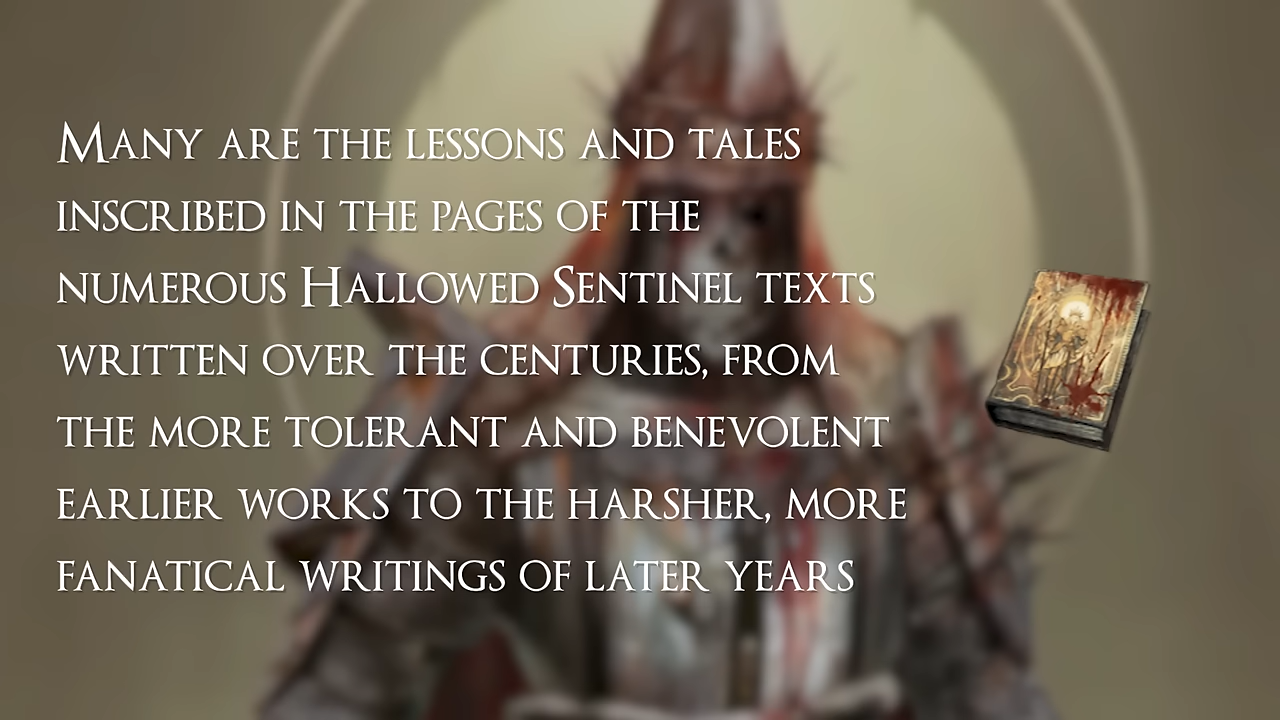 Many are the lessons and tales
inscribed in the pages of the
numerous Hallowed Sentinel texts
written over the centuries, from
the more tolerant and benevolent
earlier works to the harsher, more
fanatical writings of later years